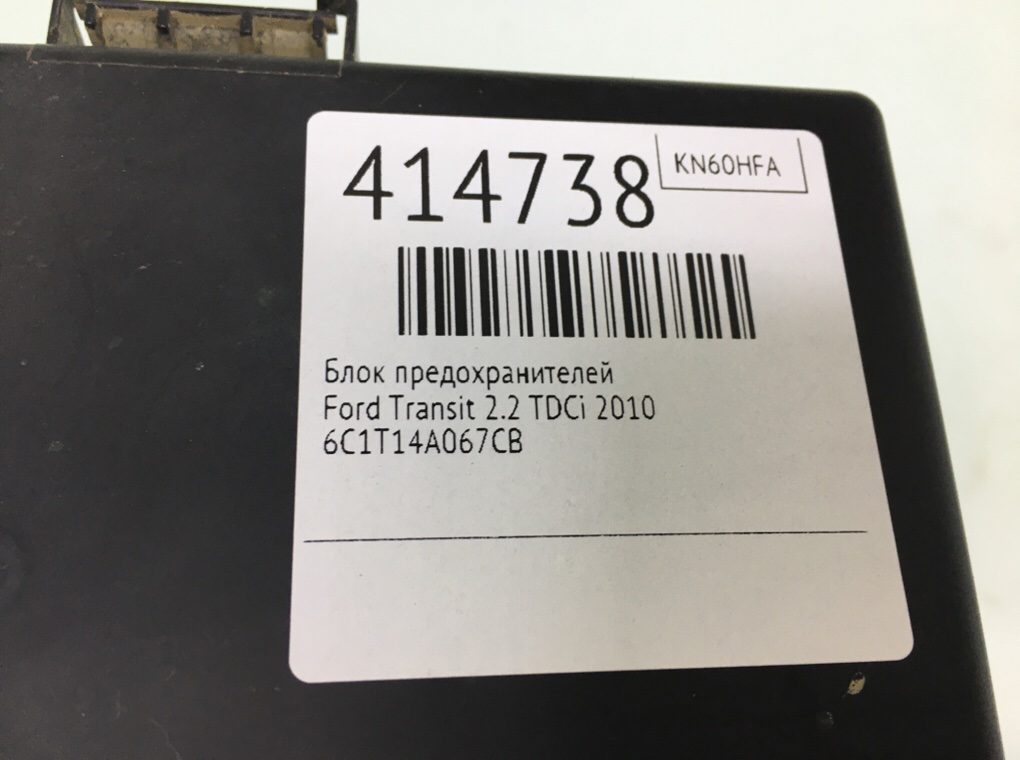 414738
KN60HFA
Блок предохранителей
Ford Transit 2.2 TDCi 2010
6C1T14A067CB